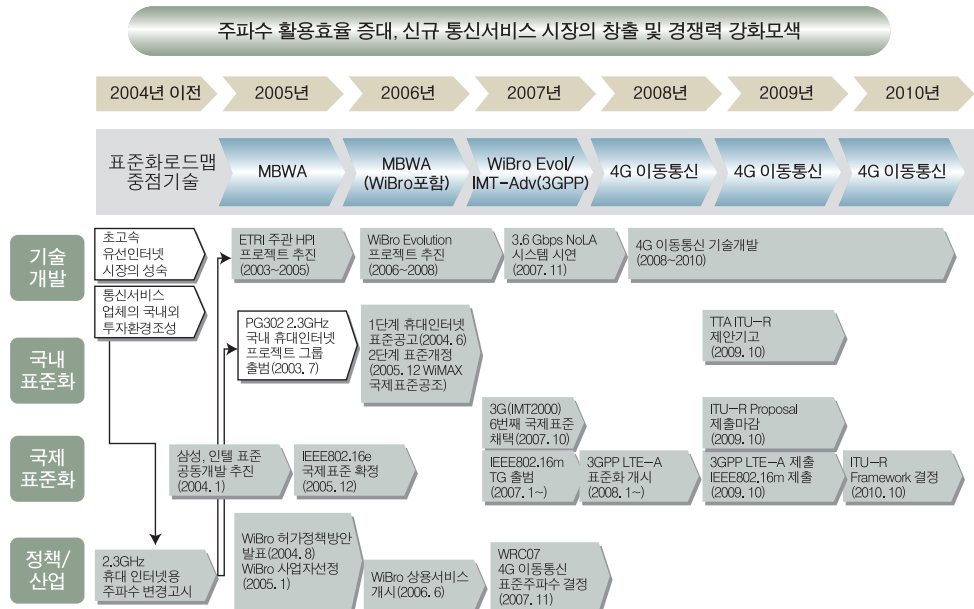 주파수 활용효율 증대, 신규 통신서비스 시장의 창출 및 경쟁력 강화모색
2004년 이전
2005년
2006년
2007년
2008년
2009년
2010년
표준화로드맵
중점기술
MBWA
MBWA
(WiBro포함)
WiBro Evol/
IMT-Adv(3GPP)
4G 이동통신
4G 이동통신
4G 이동통신
기술
개발
초고속
유선인터넷
시장의 성숙
통신서비스
업체의 국내외
투자환경조성
ETRI 주관 HPI
프로젝트 추진
(2003~2005)
WiBro Evolution
프로젝트 추진
(2006~2008)
3.6 Gbps NoLA
시스템 시연
(2007. 11)
4G 이동통신 기술개발
(2008~2010)
국내
표준화
PG302 2.3GHz
국내 휴대인터넷
프로젝트 그룹
출범(2003. 7)
1단계 휴대인터넷
표준공고(2004. 6)
2단계 표준개정
(2005. 12 WiMAX
국제표준공조)
TTA ITU-R
제안기고
(2009. 10)
국제
표준화
3G(IMT2000)
6번째 국제표준
채택(2007. 10)
ITU-R Proposal
제출마감
(2009. 10)
삼성, 인텔 표준
공동개발 추진
(2004. 1)
IEEE802.16e
국제표준 확정
(2005. 12)
IEEE802.16m
TG 출범
(2007. 1~)
3GPP LTE-A
표준화 개시
(2008. 1~)
3GPP LTE-A 제출
IEEE802.16m 제출
(2009. 10)
ITU-R
Framework 결정
(2010. 10)
정책/
산업
2.3GHz
휴대 인터넷용
주파수 변경고시
WiBro 허가정책방안
발표(2004. 8)
WiBro 사업자선정
(2005. 1)
WiBro 상용서비스
개시(2006. 6)
WRC07
4G 이동통신
표준주파수 결정
(2007. 11)